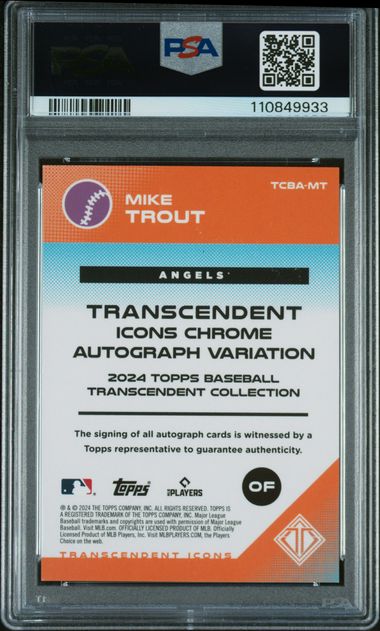 PSA
110849933
TCBA-MT
MIKE
TROUT
ANGELS
TRANSCENDENT
ICONS CHROME
AUTOGRAPH VARIATION
2024 TOPPS BASEBALL
TRANSCENDENT COLLECTION
The signing of all autograph cards is witnessed by a
Topps representative to guarantee authenticity.
Topps
PLAYERS
OF
® & © 2024 THE TOPPS COMPANY, INC. ALL RIGHTS RESERVED. TOPPS IS
A REGISTERED TRADEMARK OF THE TOPPS COMPANY, INC. Major League
Baseball trademarks and copyrights are used with permission of Major League
Baseball. Visit MLB.com. OFFICIALLY LICENSED PRODUCT OF MLB. Officially
Licensed Product of MLB Players, Inc. Visit MLBPLAYERS.COM, the Players
Choice on the web.
TRANSCENDENT ICONS
PSA